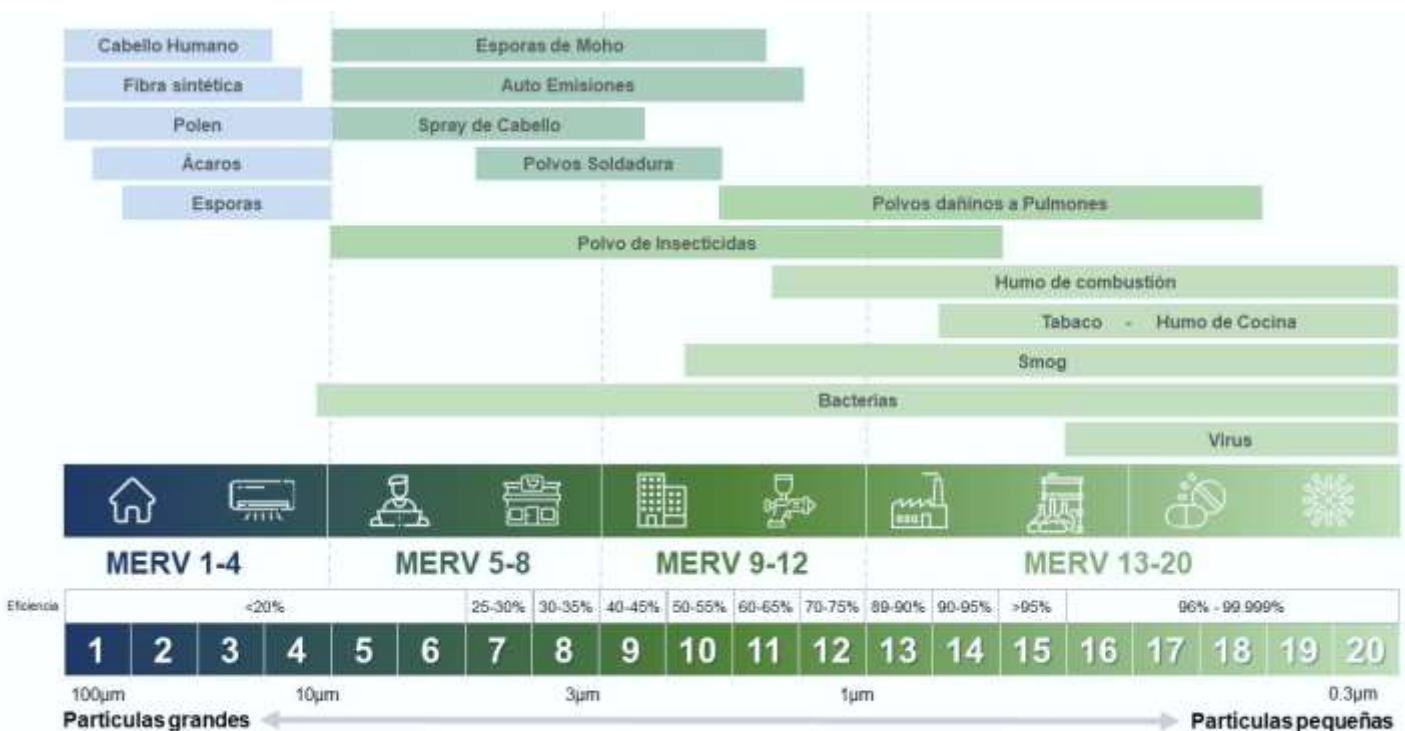 Cabello Humano Esporas de Moho
Fibra sintética Auto Emisiones
Polen Spray de Cabello
Ácaros Polvos Soldadura
Esporas Polvos dañinos a Pulmones
Polvo de Insecticidas
Humo de combustión
Tabaco - Humo de Cocina
Smog
Bacterias
Virus
MERV 1-4 MERV 5-8 MERV 9-12 MERV 13-20
Eficiencia <20% 25-30% 30-35% 40-45% 50-55% 60-65% 70-75% 89-90% 90-95% >95% 96% - 99.999%
1 2 3 4 5 6 7 8 9 10 11 12 13 14 15 16 17 18 19 20
100µm 10µm 3µm 1µm 0.3µm
Particulas grandes Particulas pequeñas